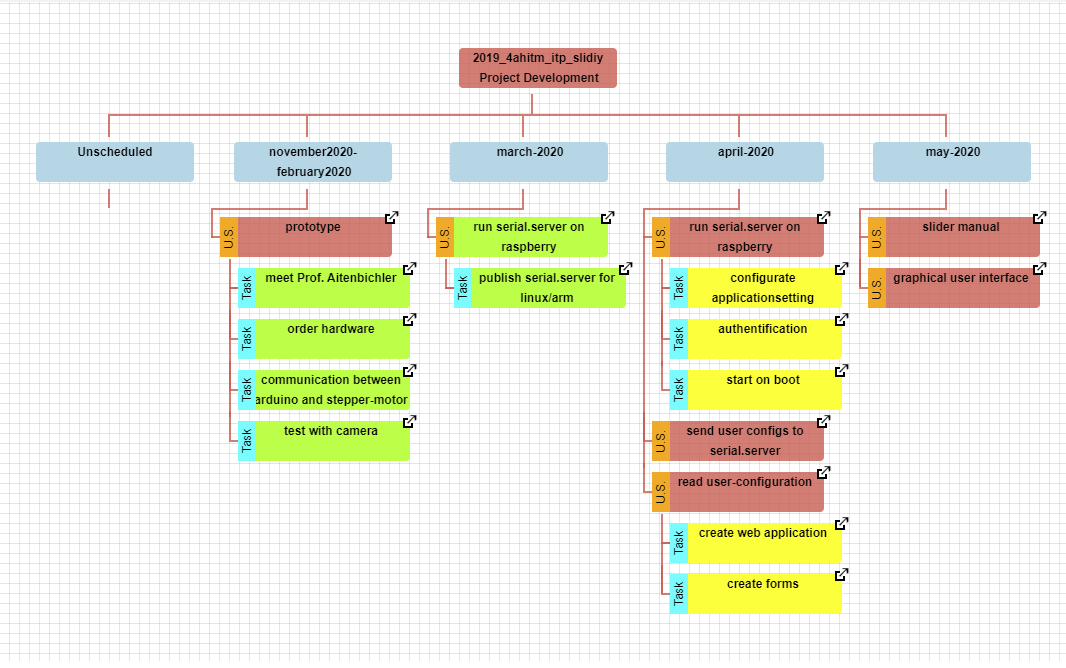 2019_4ahitm_itp_slidiy
Project Development
Unscheduled
november2020-
february2020
march-2020
april-2020
may-2020
U.S.
prototype
Task
meet Prof. Aitenbichler
Task
order hardware
Task
communication between
arduino and stepper-motor
Task
test with camera
U.S.
run serial.server on
raspberry
Task
publish serial.server for
linux/arm
U.S.
run serial.server on
raspberry
Task
configurate
applicationsetting
Task
authentification
Task
start on boot
U.S.
send user configs to
serial.server
U.S.
read user-configuration
Task
create web application
Task
create forms
U.S.
slider manual
U.S.
graphical user interface